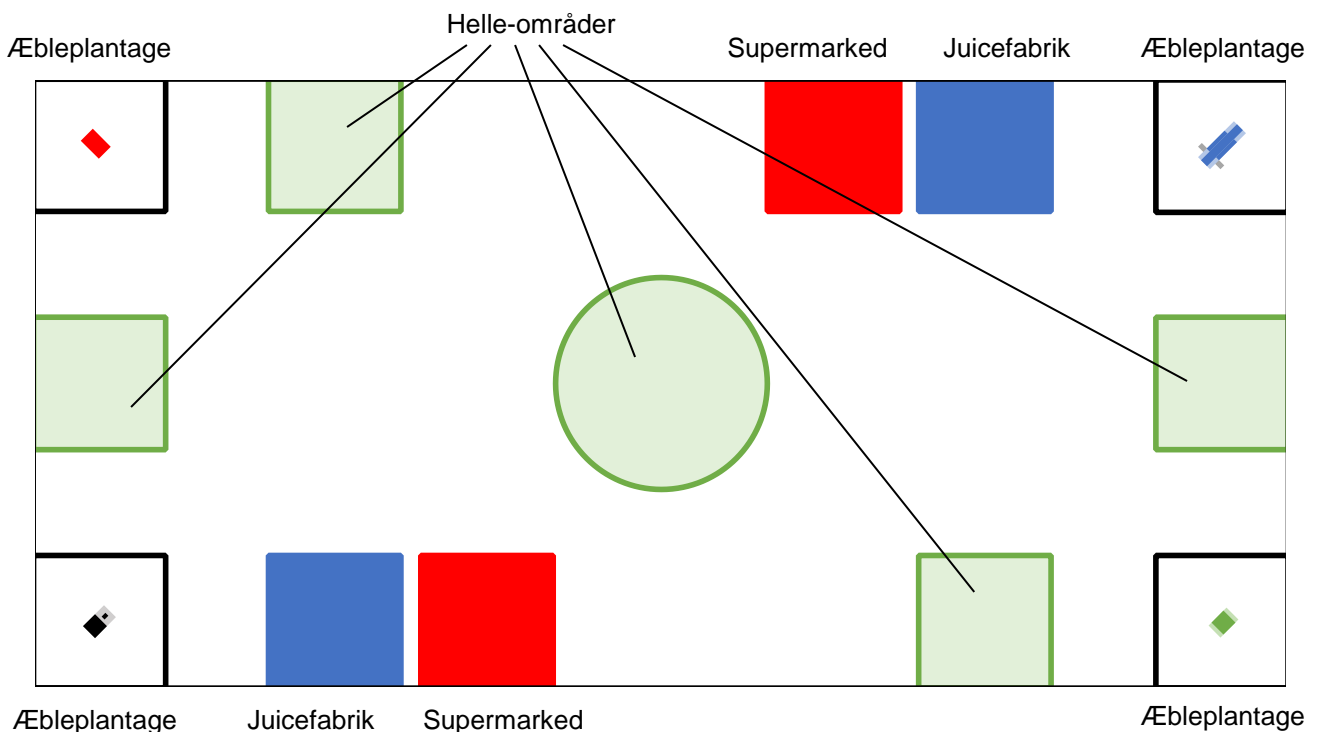 Helle-områder
Æbleplantage
Supermarked
Juicefabrik
Æbleplantage
Æbleplantage
Juicefabrik
Supermarked
Æbleplantage